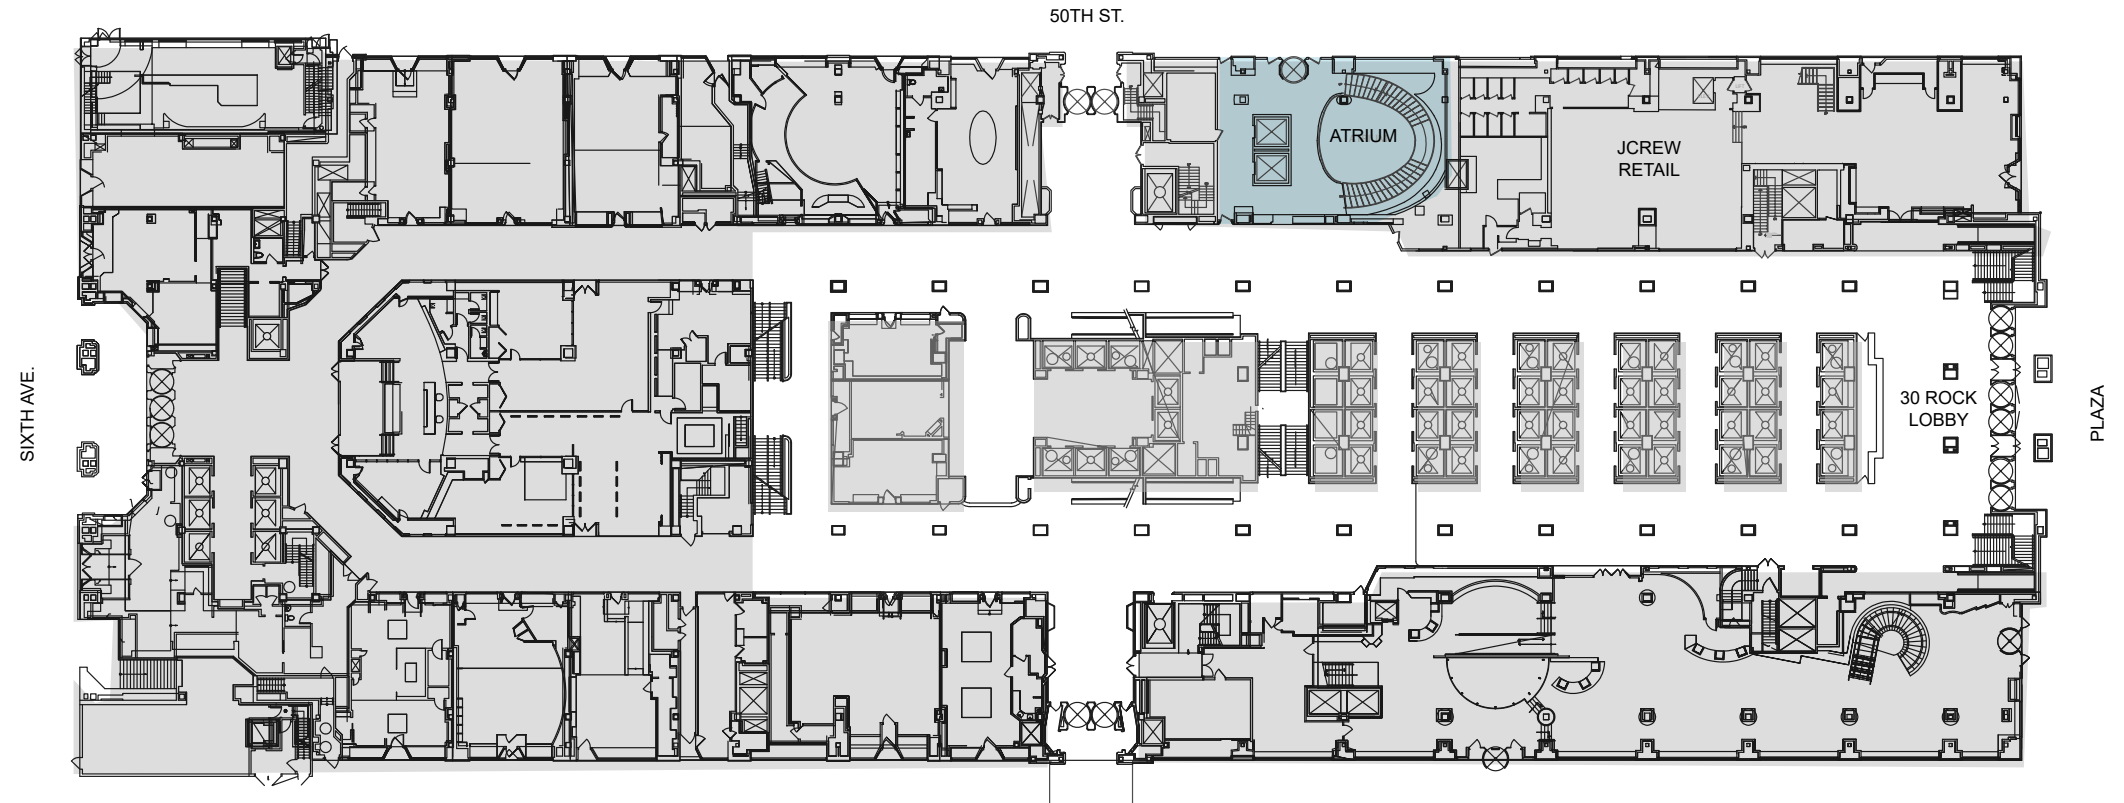 50TH ST.
ATRIUM
JCREW
RETAIL
SIXTH AVE.
30 ROCK
LOBBY
PLAZA